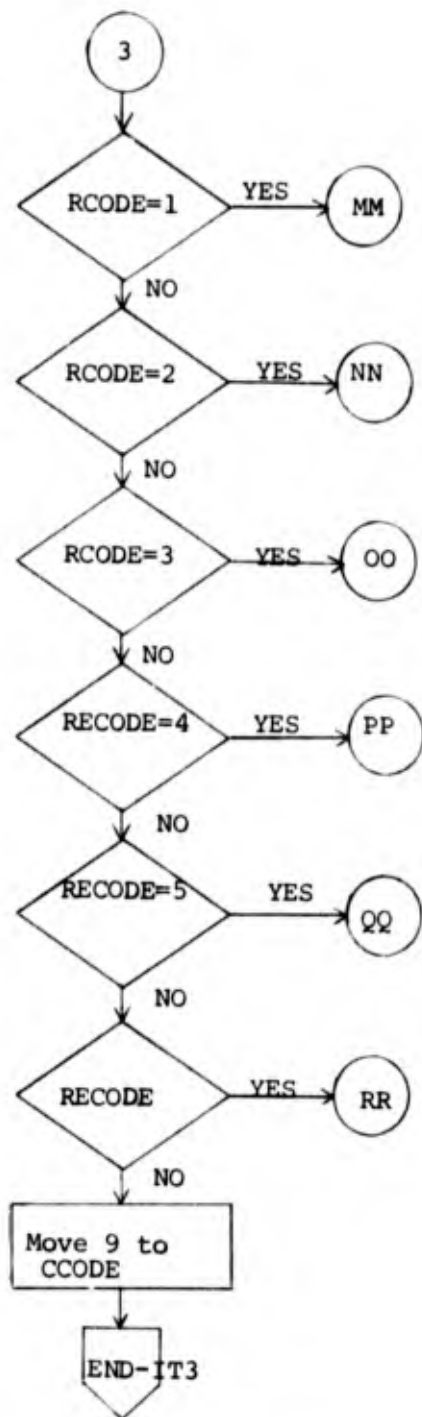 3
RCODE=1
YES
MM
NO
RCODE=2
YES
NN
NO
RCODE=3
YES
OO
NO
RECODE=4
YES
PP
NO
RECODE=5
YES
QQ
NO
RECODE
YES
RR
NO
Move 9 to
CCODE
END-IT3